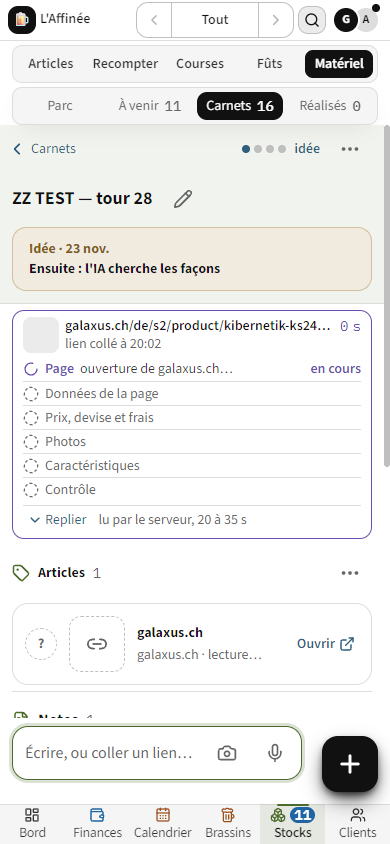 L'Affinée
Tout
G
A
Articles
Recompter
Courses
Fûts
Matériel
Parc
À venir 11
Carnets 16
Réalisés 0
Carnets
idée
ZZ TEST — tour 28
Idée · 23 nov.
Ensuite : l'IA cherche les façons
galaxus.ch/de/s2/product/kibernetik-ks24… 0 s
lien collé à 20:02
Page ouverture de galaxus.ch… en cours
Données de la page
Prix, devise et frais
Photos
Caractéristiques
Contrôle
Replier lu par le serveur, 20 à 35 s
Articles 1
?
galaxus.ch
galaxus.ch · lecture…
Ouvrir
Écrire, ou coller un lien…
Bord
Finances
Calendrier
Brassins
11
Stocks
Clients